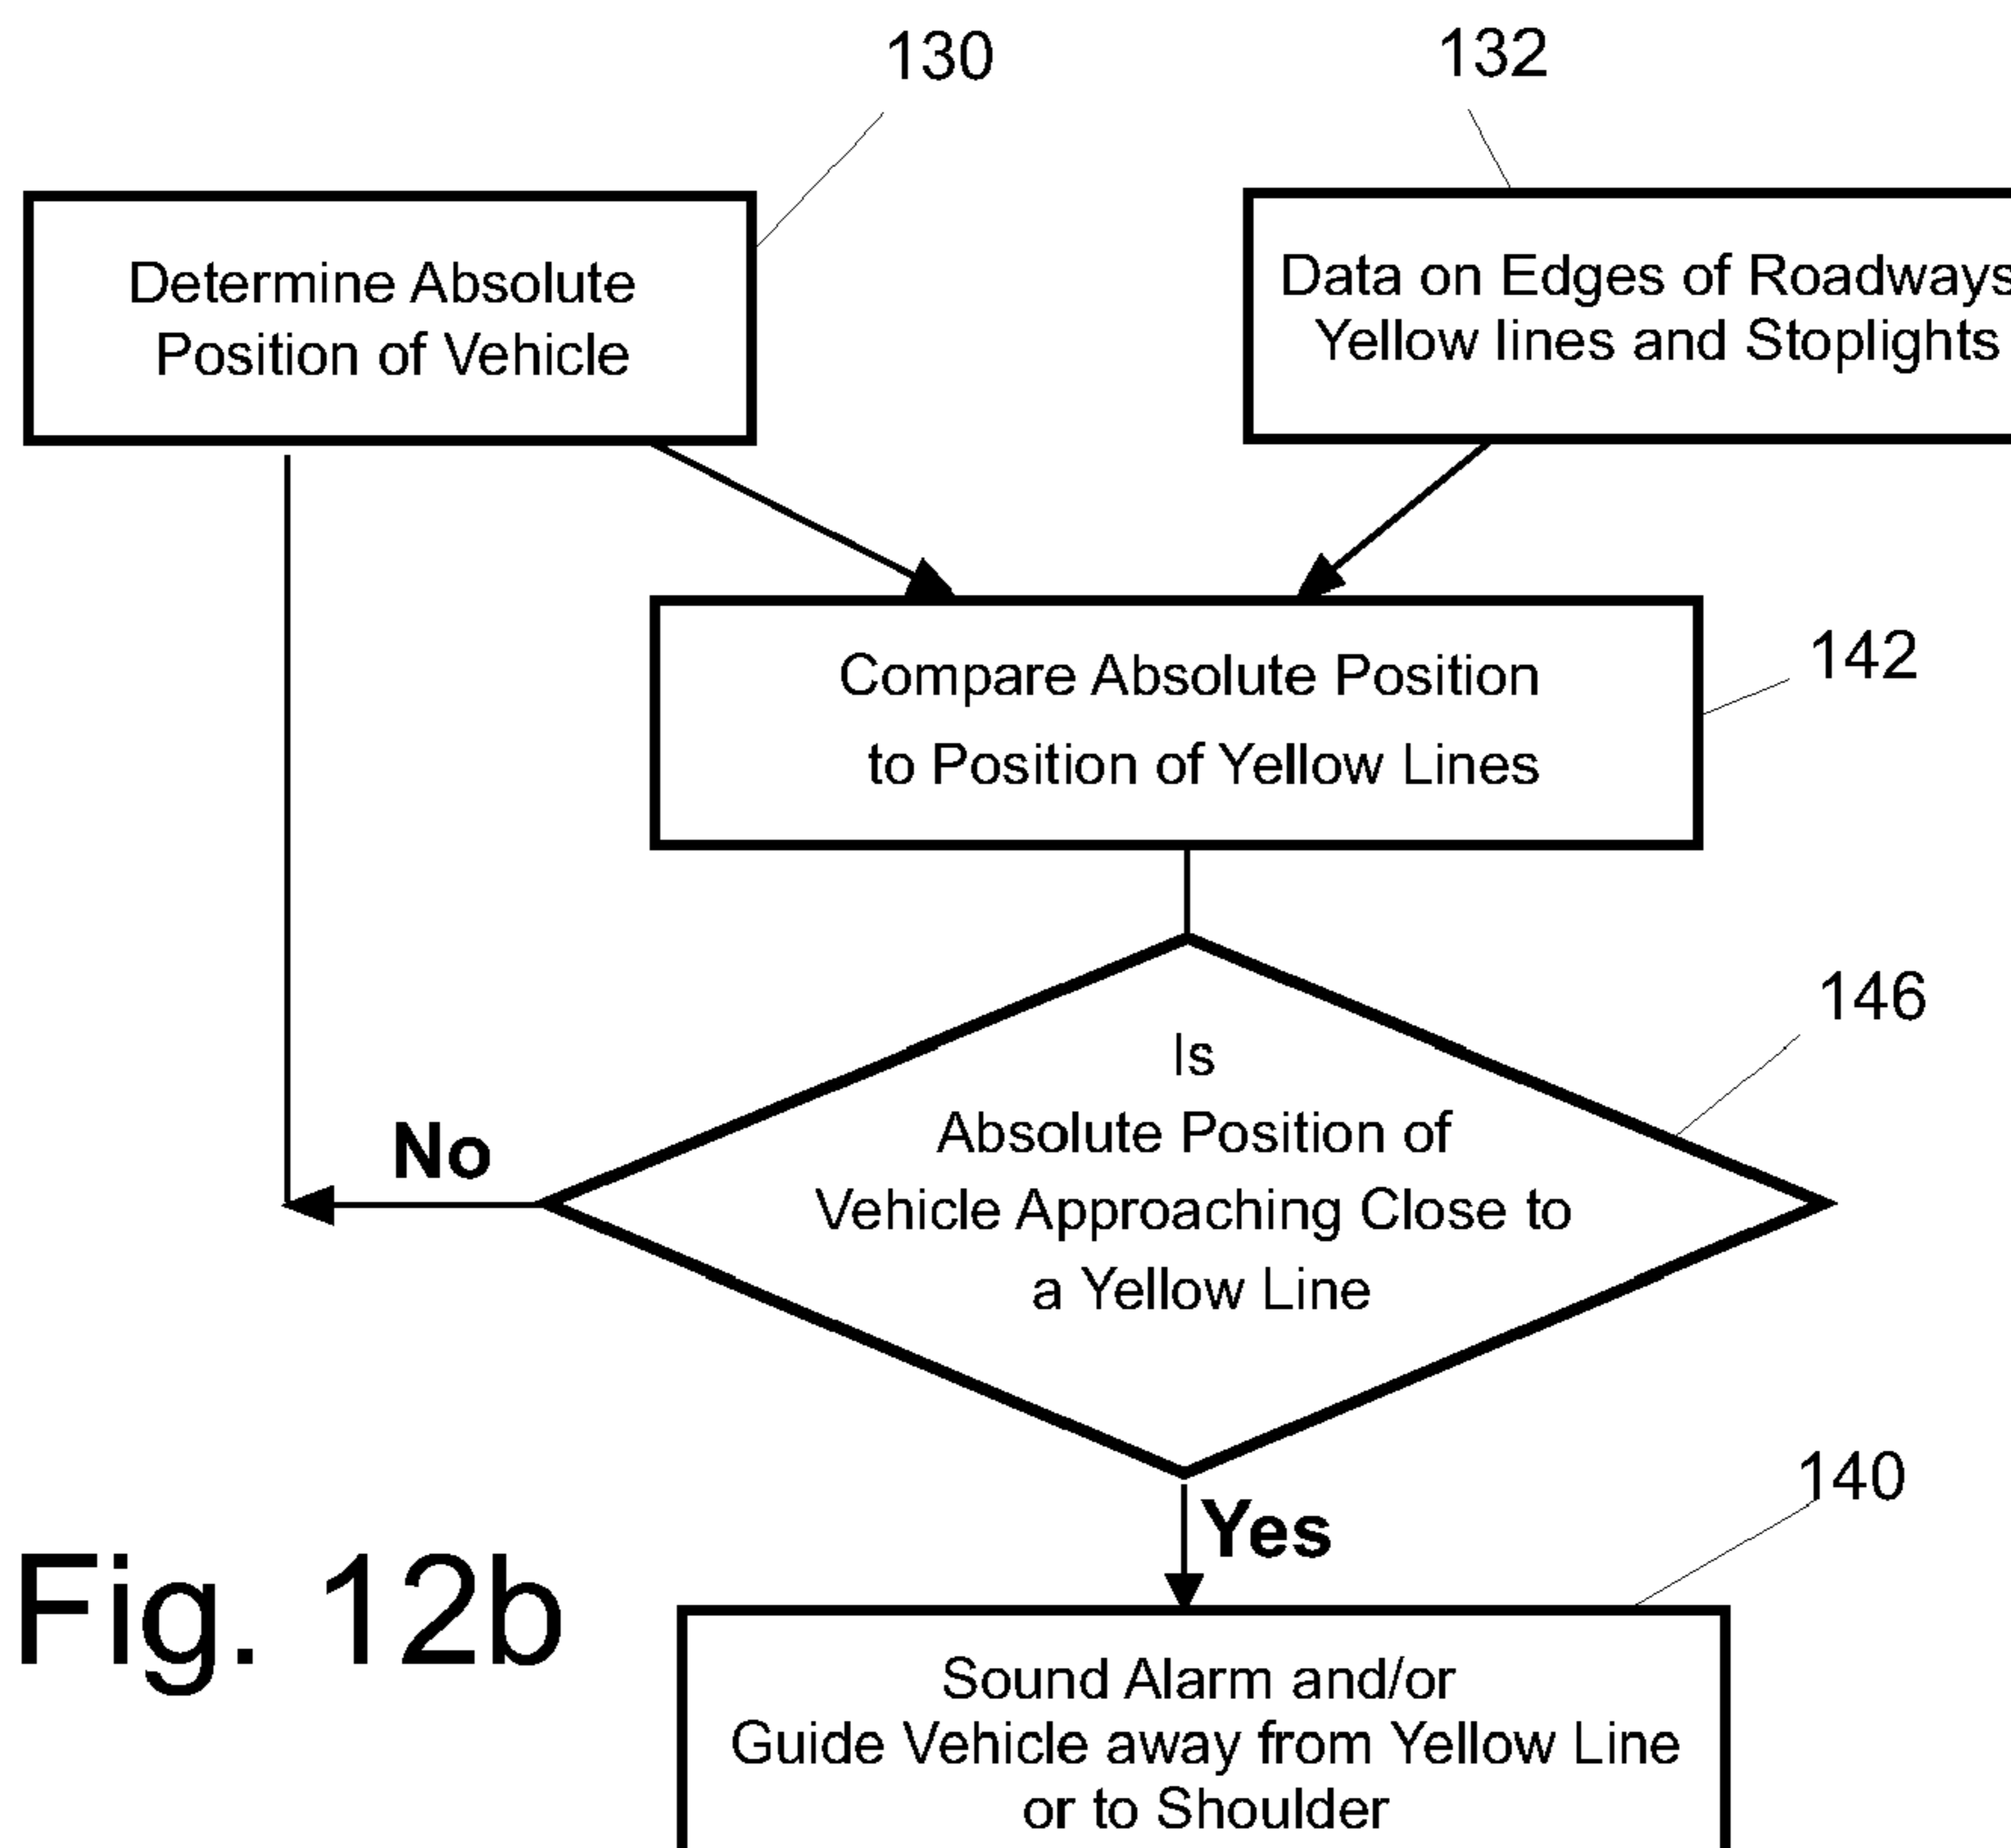 130
132
Determine Absolute
Position of Vehicle
Data on Edges of Roadways
Yellow lines and Stoplights
Compare Absolute Position
to Position of Yellow Lines
142
Is
Absolute Position of
Vehicle Approaching Close to
a Yellow Line
146
No
Yes
140
Sound Alarm and/or
Guide Vehicle away from Yellow Line
or to Shoulder
Fig. 12b